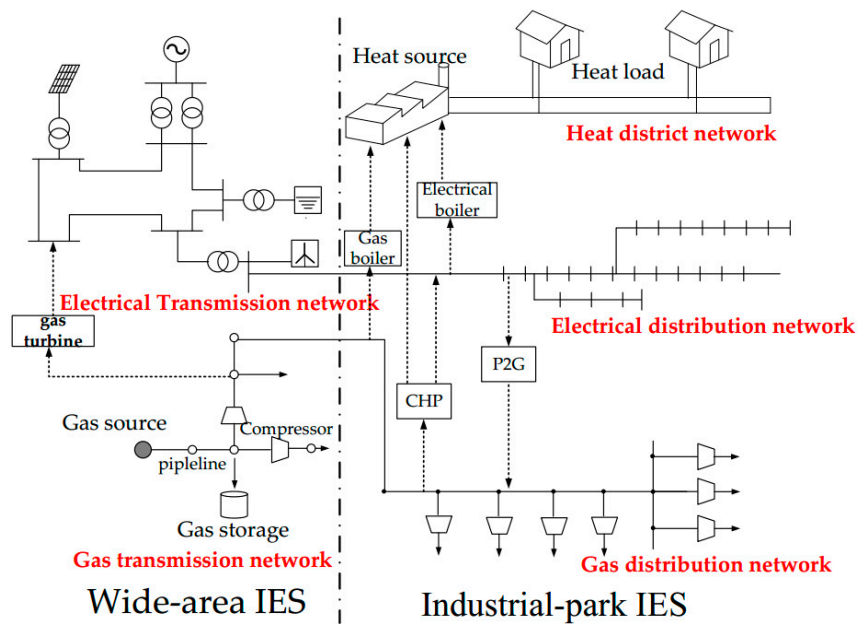 Heat source
Heat load
Heat district network
Electrical
boiler
Gas
boiler
Electrical Transmission network
Electrical distribution network
gas
turbine
P2G
CHP
Gas source
Compressor
pipleline
Gas storage
Gas transmission network
Gas distribution network
Wide-area IES
Industrial-park IES